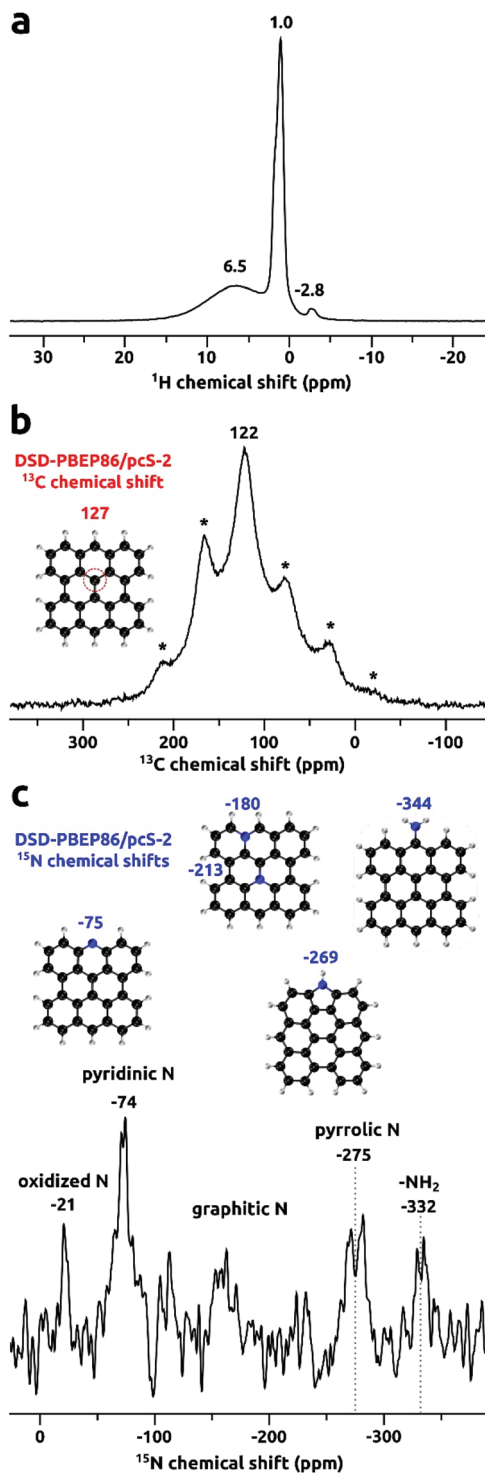 a
1.0
6.5
-2.8
30 20 10 0 -10 -20
¹H chemical shift (ppm)
b
122
DSD-PBEP86/pcS-2
¹³C chemical shift
127
* * * * *
300 200 100 0 -100
¹³C chemical shift (ppm)
c
-180
-344
DSD-PBEP86/pcS-2
¹⁵N chemical shifts
-213
-75
-269
pyridinic N
-74
pyrrolic N
-275
oxidized N
-21
graphitic N
-NH₂
-332
0 -100 -200 -300
¹⁵N chemical shift (ppm)